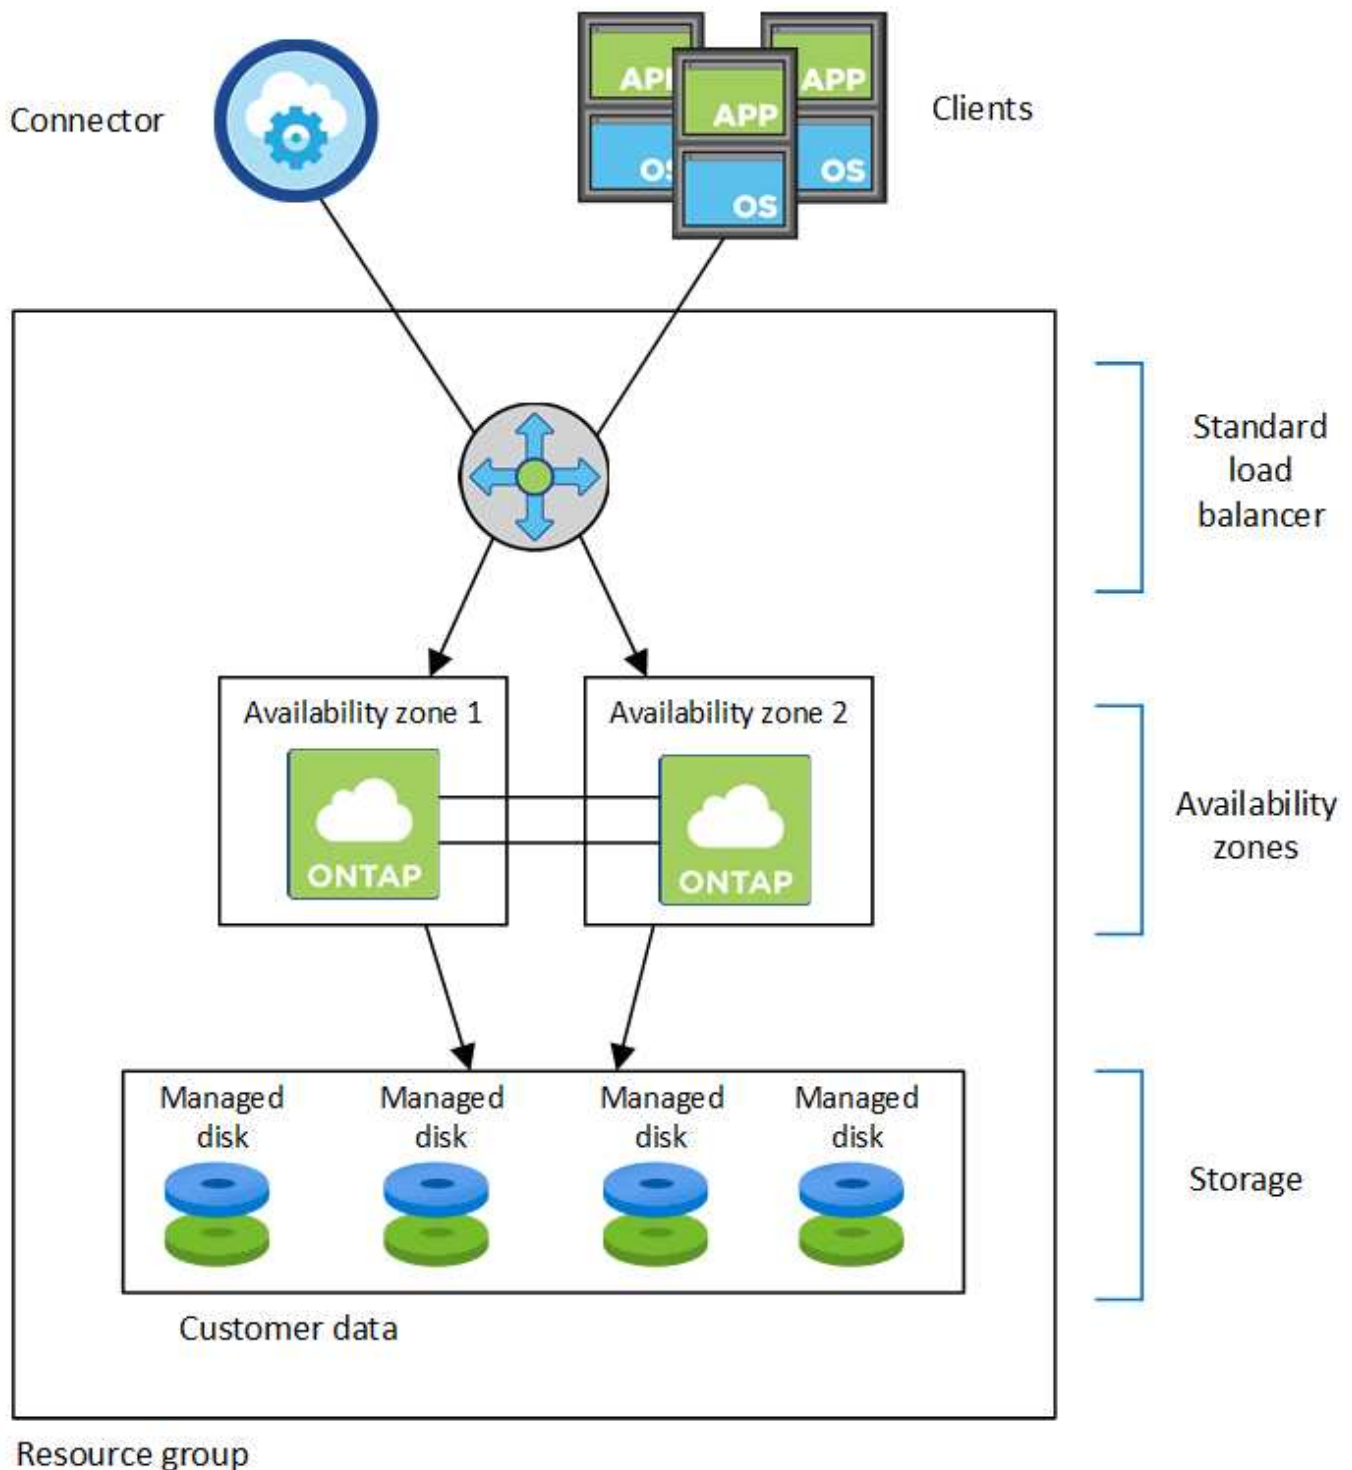 Connector
APP
APP
APP
OS
OS
OS
Clients
Standard
load
balancer
Availability zone 1
Availability zone 2
ONTAP
ONTAP
Availability
zones
Managed
disk
Managed
disk
Managed
disk
Managed
disk
Storage
Customer data
Resource group